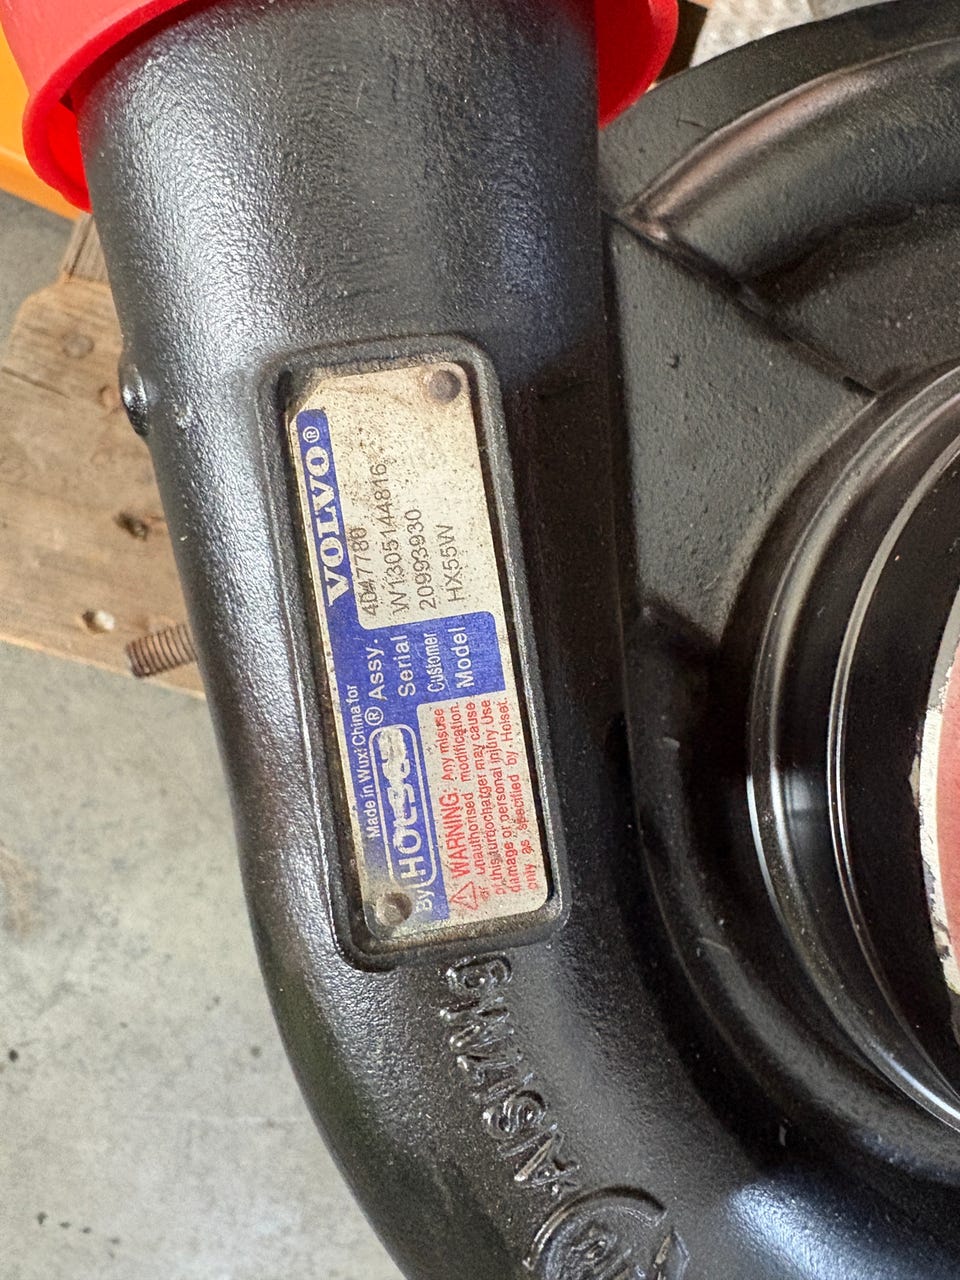 VOLVO®
Made in Wuxi China for
By HOLSET ® Assy. 4047780
Serial W1305144816
Customer 20993930
Model HX55W
WARNING: Any misuse
or unauthorised modification.
of this turbocharger may cause
damage or personal injury. Use
only as specified by Holset.